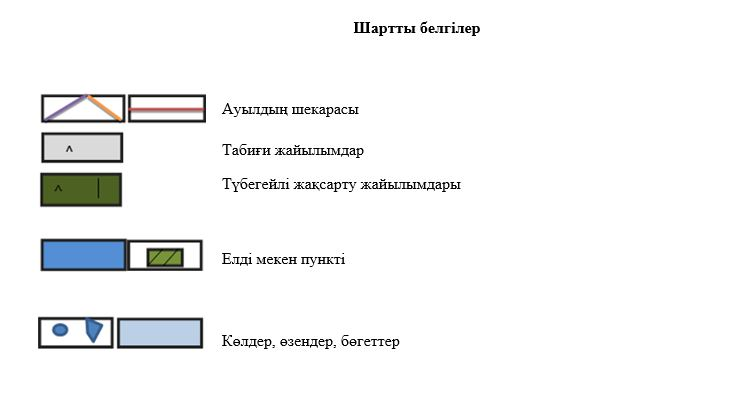 Шартты белгілер
Ауылдың шекарасы
Табиғи жайылымдар
Түбегейлі жақсарту жайылымдары
Елді мекен пункті
Көлдер, өзендер, бөгеттер